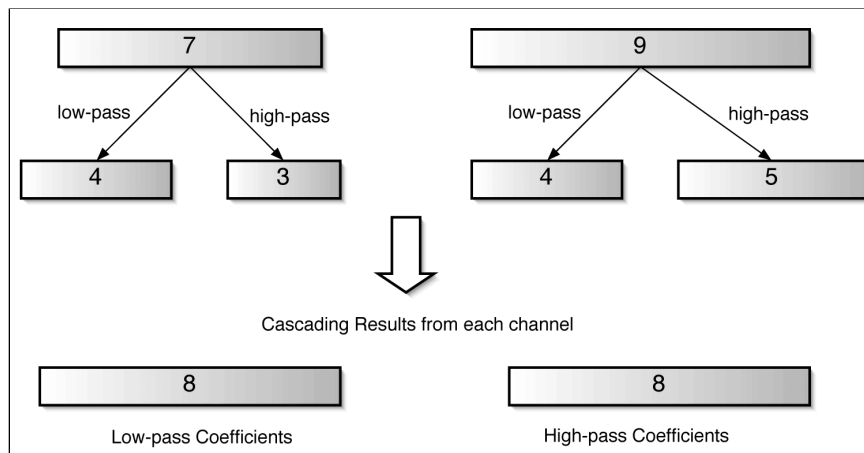 7
9
low-pass
high-pass
low-pass
high-pass
4
3
4
5
Cascading Results from each channel
8
8
Low-pass Coefficients
High-pass Coefficients